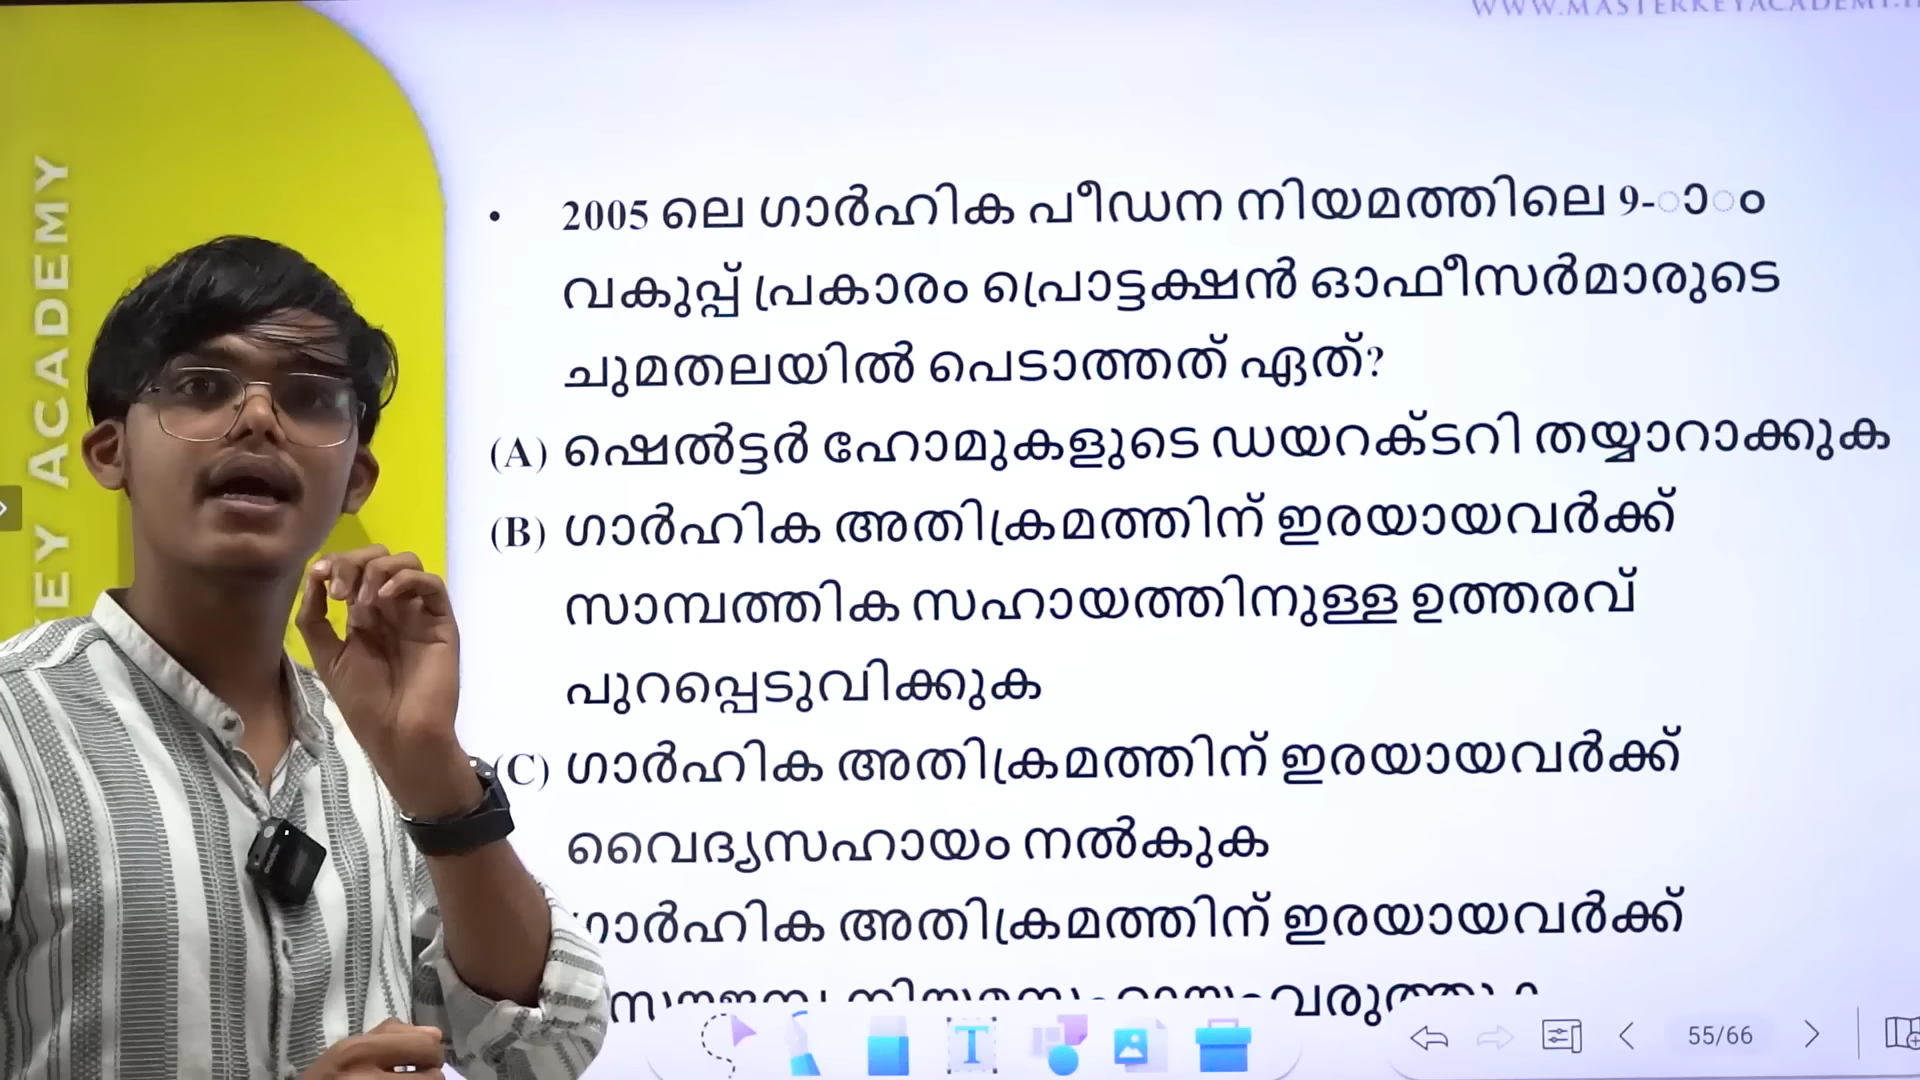 WWW.MASTERKEYACADEMY.I
EY ACADEMY
• 2005 ലെ ഗാർഹിക പീഡന നിയമത്തിലെ 9-ാം
വകുപ്പ് പ്രകാരം പ്രൊട്ടക്ഷൻ ഓഫീസർമാരുടെ
ചുമതലയിൽ പെടാത്തത് ഏത്?
(A) ഷെൽട്ടർ ഹോമുകളുടെ ഡയറക്ടറി തയ്യാറാക്കുക
(B) ഗാർഹിക അതിക്രമത്തിന് ഇരയായവർക്ക്
സാമ്പത്തിക സഹായത്തിനുള്ള ഉത്തരവ്
പുറപ്പെടുവിക്കുക
(C) ഗാർഹിക അതിക്രമത്തിന് ഇരയായവർക്ക്
വൈദ്യസഹായം നൽകുക
ഗാർഹിക അതിക്രമത്തിന് ഇരയായവർക്ക്
T
55/66